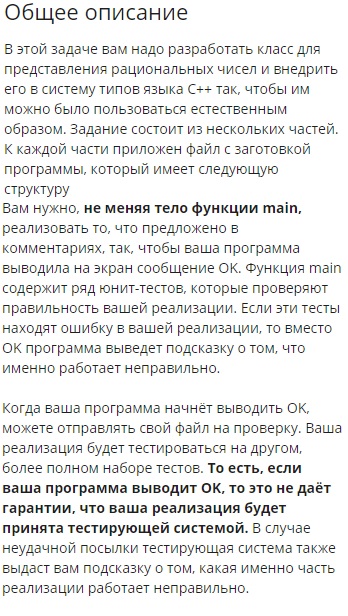 Общее описание
В этой задаче вам надо разработать класс для
представления рациональных чисел и внедрить
его в систему типов языка C++ так, чтобы им
можно было пользоваться естественным
образом. Задание состоит из нескольких частей.
К каждой части приложен файл с заготовкой
программы, который имеет следующую
структуру
Вам нужно, не меняя тело функции main,
реализовать то, что предложено в
комментариях, так, чтобы ваша программа
выводила на экран сообщение OK. Функция main
содержит ряд юнит-тестов, которые проверяют
правильность вашей реализации. Если эти тесты
находят ошибку в вашей реализации, то вместо
OK программа выведет подсказку о том, что
именно работает неправильно.
Когда ваша программа начнёт выводить OK,
можете отправлять свой файл на проверку. Ваша
реализация будет тестироваться на другом,
более полном наборе тестов. То есть, если
ваша программа выводит OK, то это не даёт
гарантии, что ваша реализация будет
принята тестирующей системой. В случае
неудачной посылки тестирующая система также
выдаст вам подсказку о том, какая именно часть
реализации работает неправильно.